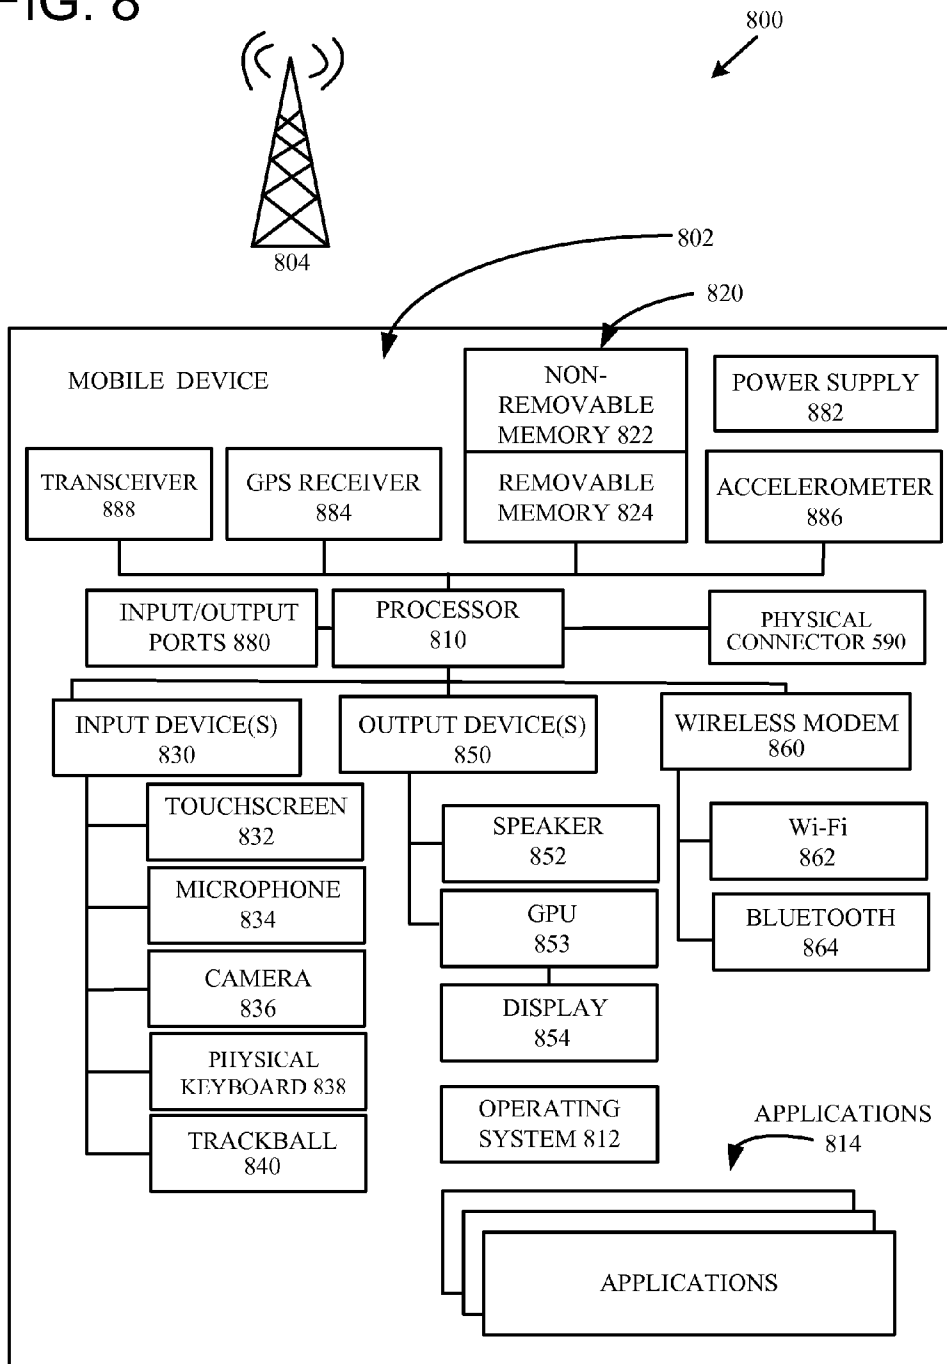 FIG. 8
800
804
802
820
MOBILE DEVICE
NON-
REMOVABLE
MEMORY 822
REMOVABLE
MEMORY 824
POWER SUPPLY
882
TRANSCEIVER
888
GPS RECEIVER
884
ACCELEROMETER
886
INPUT/OUTPUT
PORTS 880
PROCESSOR
810
PHYSICAL
CONNECTOR 590
INPUT DEVICE(S)
830
OUTPUT DEVICE(S)
850
WIRELESS MODEM
860
TOUCHSCREEN
832
MICROPHONE
834
CAMERA
836
PHYSICAL
KEYBOARD 838
TRACKBALL
840
SPEAKER
852
GPU
853
DISPLAY
854
Wi-Fi
862
BLUETOOTH
864
OPERATING
SYSTEM 812
APPLICATIONS
814
APPLICATIONS